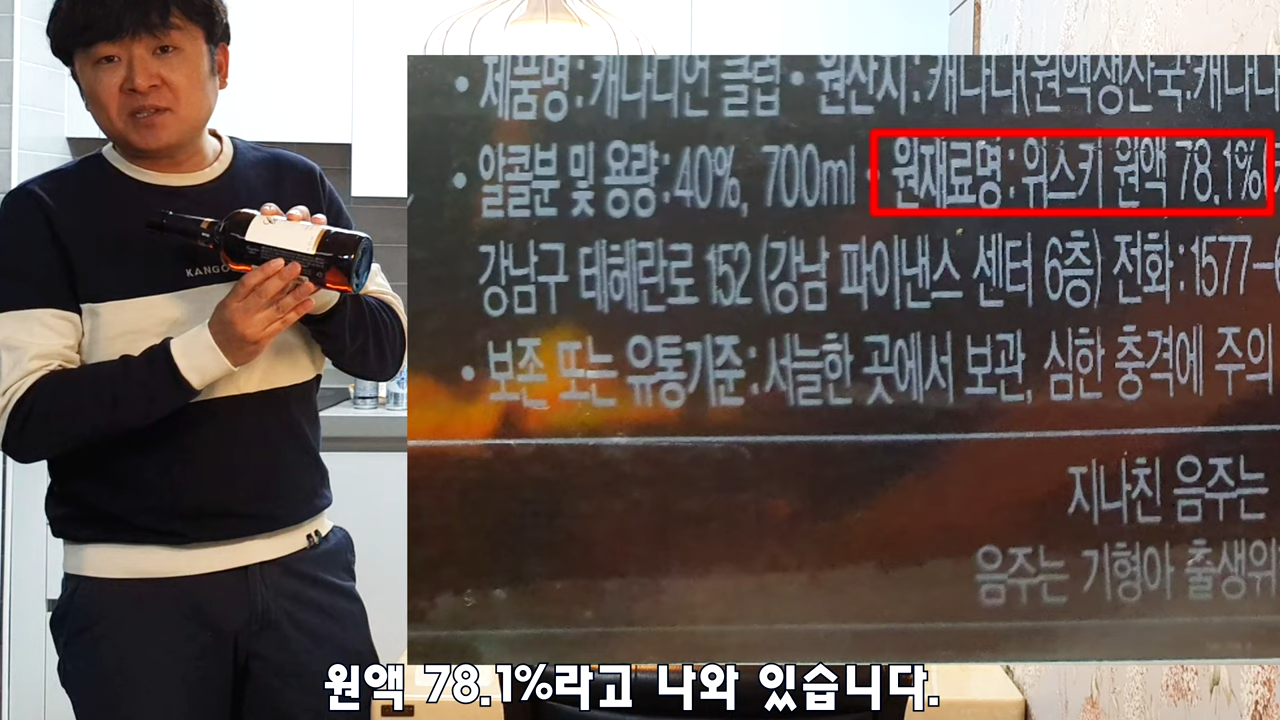 • 제품명 : 캐나디언 클럽 • 원산지 : 캐나다(원액생산국:캐나다
• 알콜분 및 용량 : 40%, 700ml • 원재료명 : 위스키 원액 78.1%
강남구 테헤란로 152 (강남 파이낸스 센터 6층) 전화 : 1577-
• 보존 또는 유통기준 : 서늘한 곳에서 보관, 심한 충격에 주의
지나친 음주는
음주는 기형아 출생위
KANGO
원액 78.1%라고 나와 있습니다.